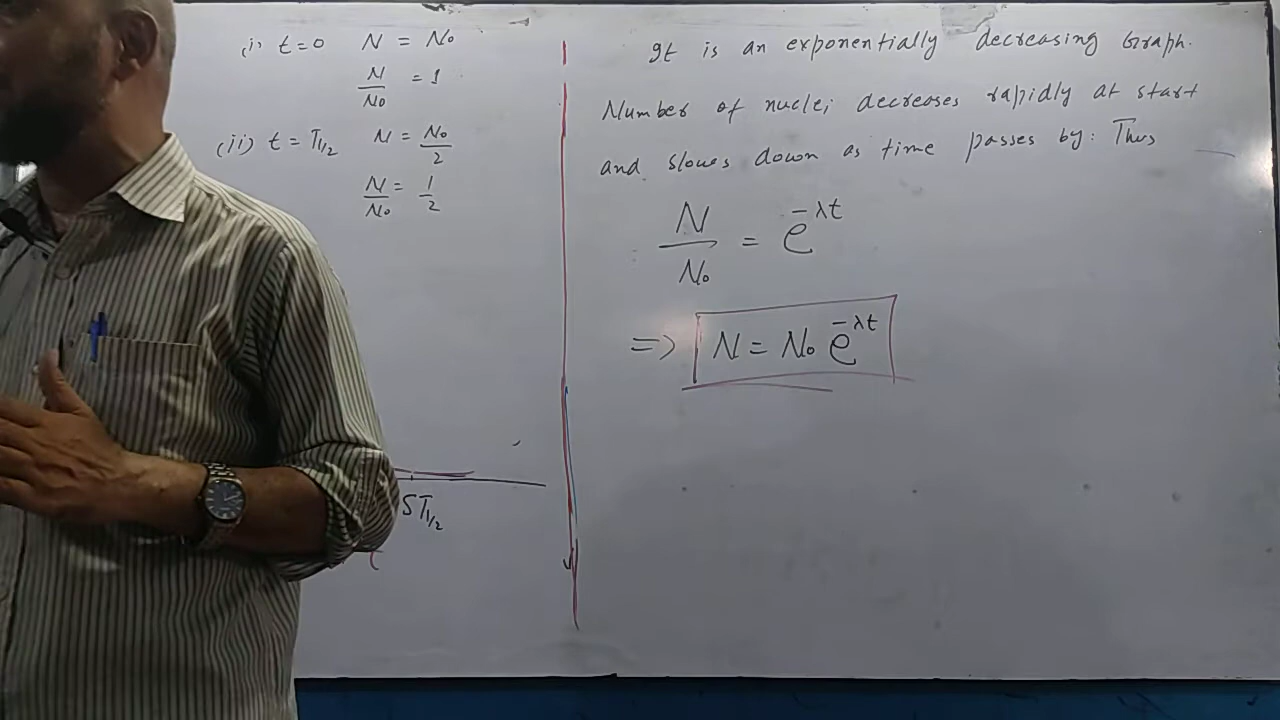 (i) t=0 N = N₀
N/N₀ = 1
(ii) t = T₁/₂ N = N₀/2
N/N₀ = 1/2
5T₁/₂
It is an exponentially decreasing Graph.
Number of nuclei decreases rapidly at start
and slows down as time passes by: Thus
N/N₀ = e^-λt
=> N = N₀ e^-λt